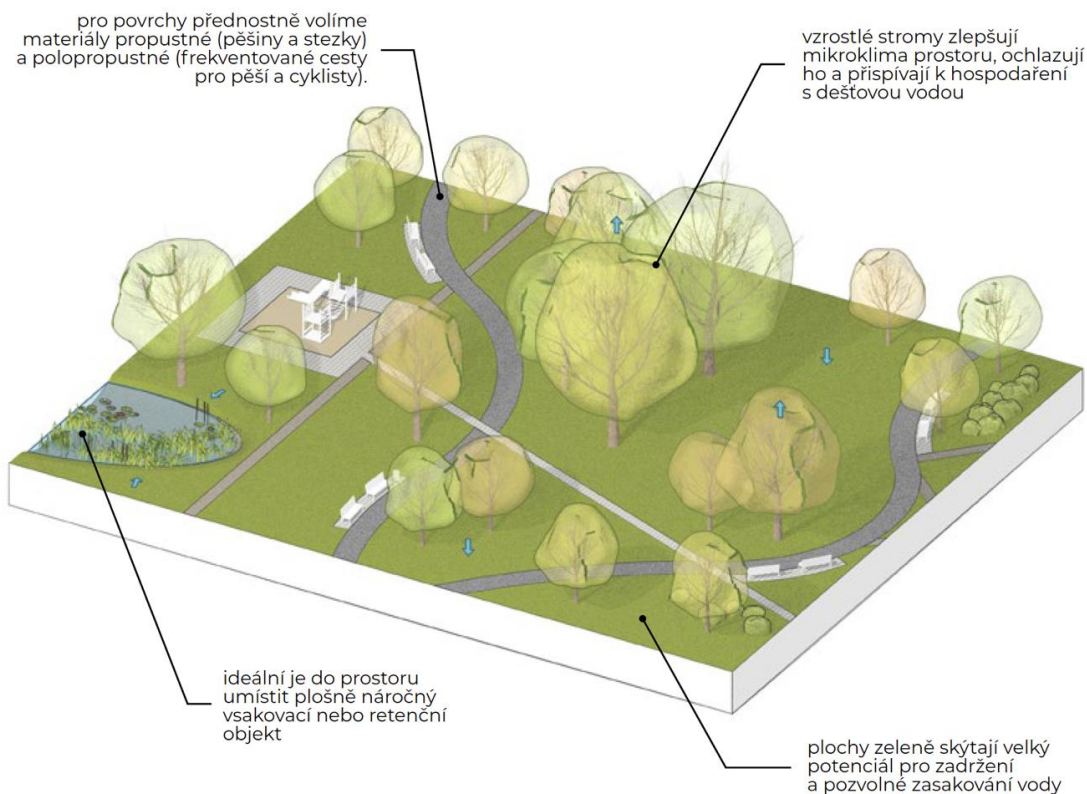 pro povrchy přednostně volíme
materiály propustné (pěšiny a stezky)
a polopropustné (frekventované cesty
pro pěší a cyklisty).
vzrostlé stromy zlepšují
mikroklima prostoru, ochlazují
ho a přispívají k hospodaření
s dešťovou vodou
ideální je do prostoru
umístit plošně náročný
vsakovací nebo retenční
objekt
plochy zeleně skýtají velký
potenciál pro zadržení
a pozvolné zasakování vody